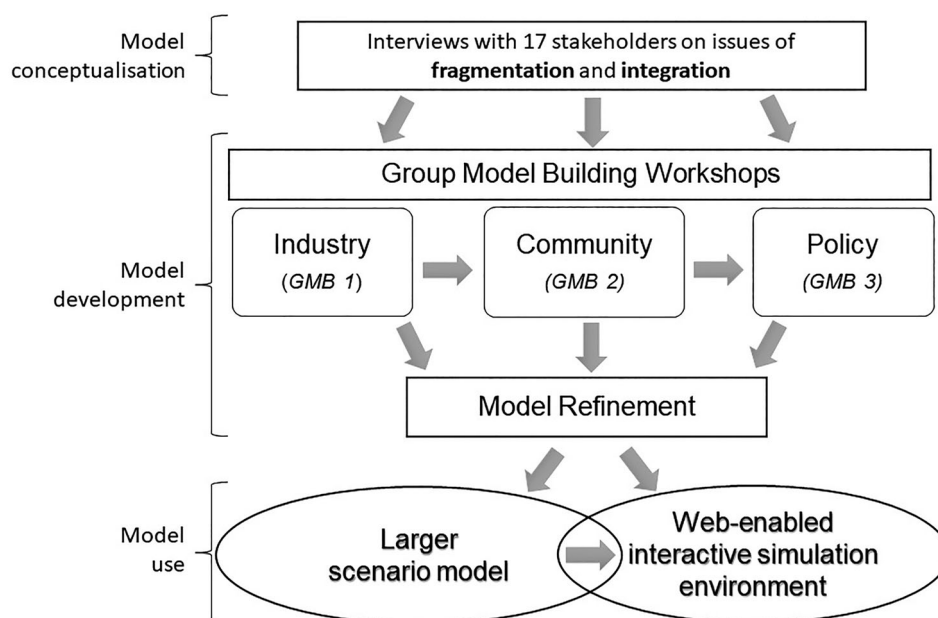 Model
conceptualisation
Interviews with 17 stakeholders on issues of
fragmentation and integration
Model
development
Group Model Building Workshops
Industry
(GMB 1)
Community
(GMB 2)
Policy
(GMB 3)
Model Refinement
Model
use
Larger
scenario model
Web-enabled
interactive simulation
environment